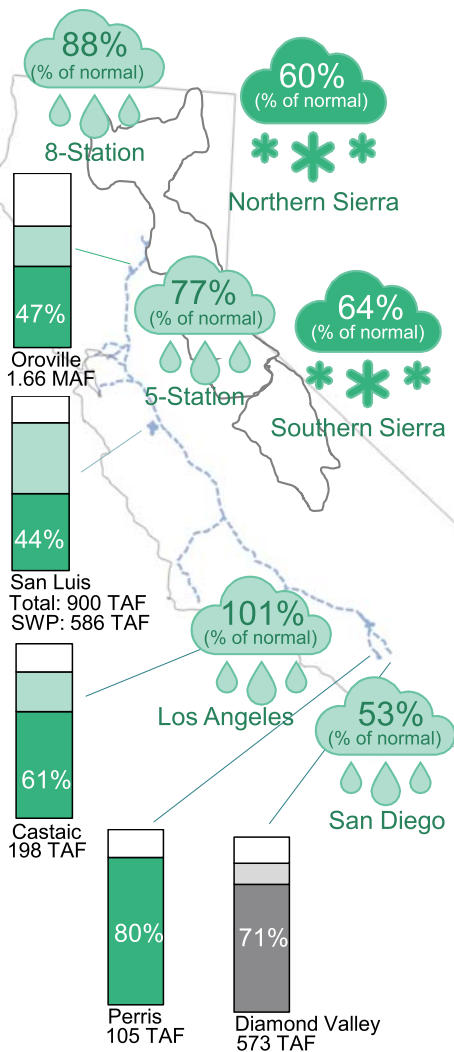 88%
(% of normal)
8-Station
60%
(% of normal)
Northern Sierra
47%
Oroville
1.66 MAF
77%
(% of normal)
5-Station
64%
(% of normal)
Southern Sierra
44%
San Luis
Total: 900 TAF
SWP: 586 TAF
101%
(% of normal)
Los Angeles
53%
(% of normal)
San Diego
61%
Castaic
198 TAF
80%
Perris
105 TAF
71%
Diamond Valley
573 TAF